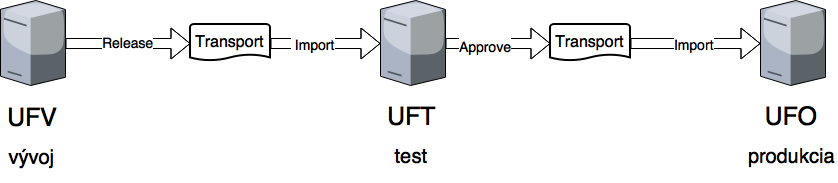 Release
Transport
Import
Approve
Transport
Import
UFV
UFT
UFO
vývoj
test
produkcia